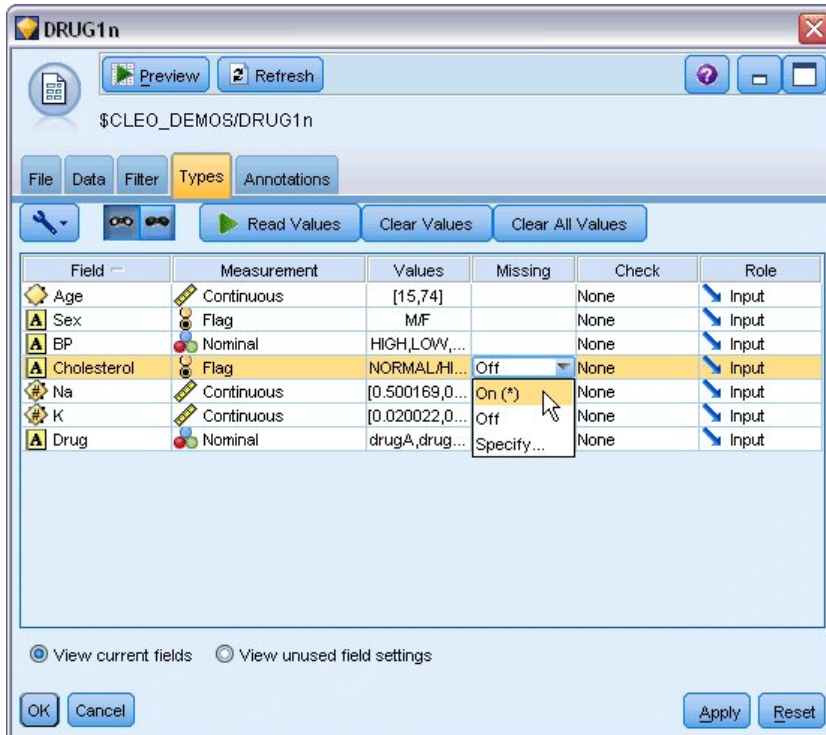 DRUG1n
Preview Refresh
$CLEO_DEMOS/DRUG1n
File Data Filter Types Annotations
Read Values Clear Values Clear All Values
Field Measurement Values Missing Check Role
Age Continuous [15,74] None Input
A Sex Flag M/F None Input
A BP Nominal HIGH,LOW,... None Input
A Cholesterol Flag NORMAL/HI... Off None Input
# Na Continuous [0.500169,0... On (*) None Input
# K Continuous [0.020022,0... Off None Input
A Drug Nominal drugA,drug... Specify... None Input
View current fields View unused field settings
OK Cancel Apply Reset